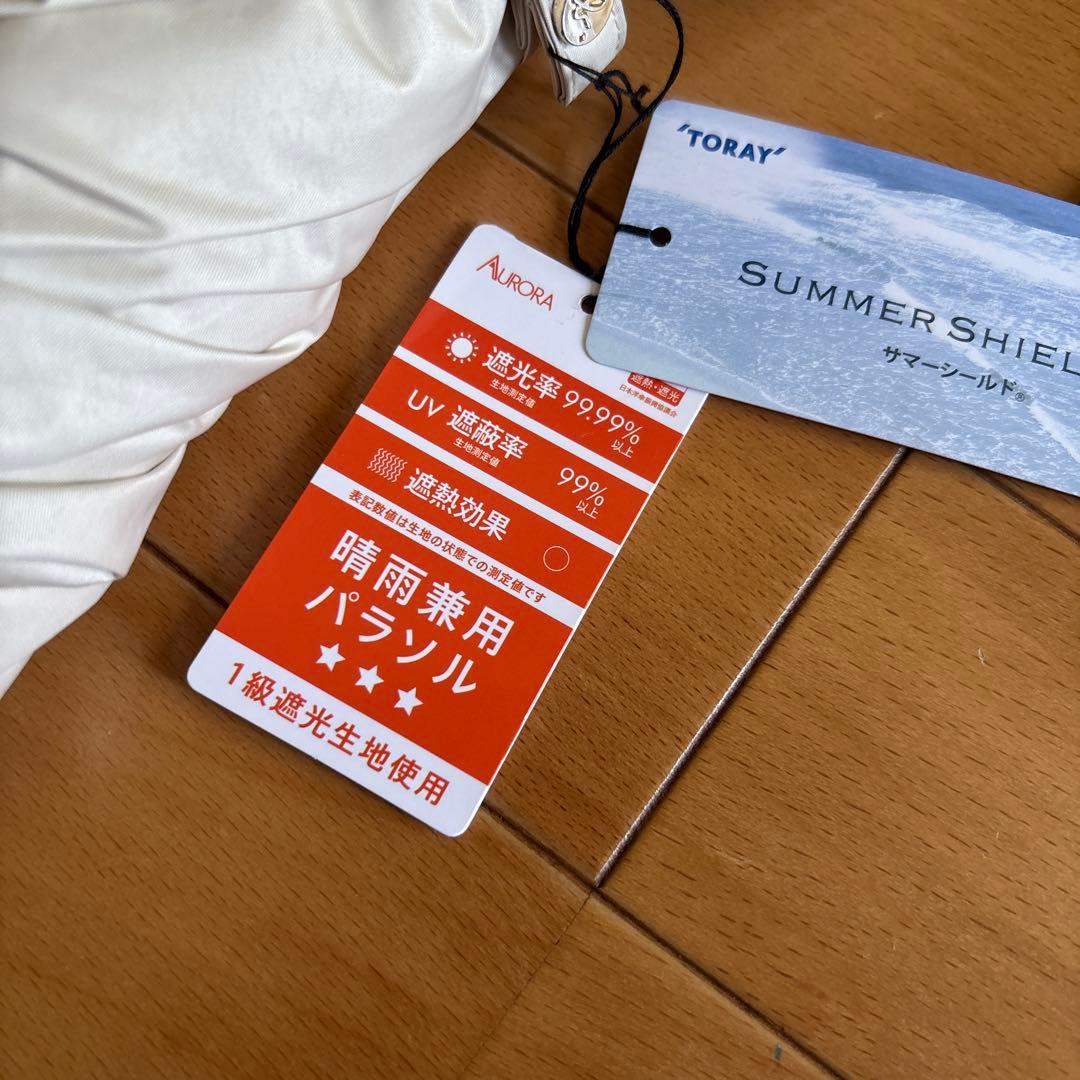 'TORAY'
SUMMER SHIEL
サマーシールド®
AURORA
遮熱・遮光
日本洋傘振興協議会
遮光率 99.99%
生地測定値 以上
UV 遮蔽率 99%
生地測定値 以上
遮熱効果 ○
表記数値は生地の状態での測定値です
晴雨兼用
パラソル
★★★
1級遮光生地使用